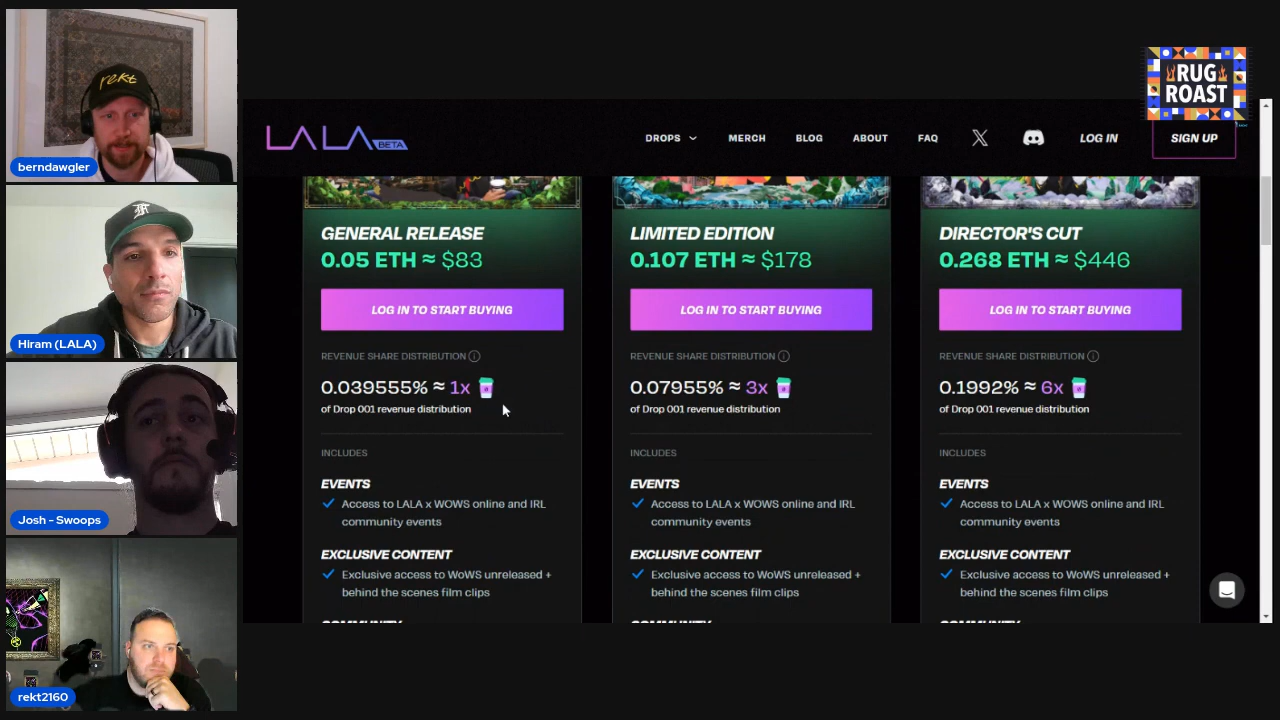 rekt
berndawgler
Hiram (LALA)
Josh - Swoops
rekt2160
RUG
ROAST
LALA BETA
DROPS MERCH BLOG ABOUT FAQ LOG IN SIGN UP
GENERAL RELEASE
0.05 ETH ≈ $83
LOG IN TO START BUYING
REVENUE SHARE DISTRIBUTION
0.039555% ≈ 1x
of Drop 001 revenue distribution
INCLUDES
EVENTS
Access to LALA x WOWS online and IRL
community events
EXCLUSIVE CONTENT
Exclusive access to WoWS unreleased +
behind the scenes film clips
COMMUNITY
LIMITED EDITION
0.107 ETH ≈ $178
LOG IN TO START BUYING
REVENUE SHARE DISTRIBUTION
0.07955% ≈ 3x
of Drop 001 revenue distribution
INCLUDES
EVENTS
Access to LALA x WOWS online and IRL
community events
EXCLUSIVE CONTENT
Exclusive access to WoWS unreleased +
behind the scenes film clips
COMMUNITY
DIRECTOR'S CUT
0.268 ETH ≈ $446
LOG IN TO START BUYING
REVENUE SHARE DISTRIBUTION
0.1992% ≈ 6x
of Drop 001 revenue distribution
INCLUDES
EVENTS
Access to LALA x WOWS online and IRL
community events
EXCLUSIVE CONTENT
Exclusive access to WoWS unreleased +
behind the scenes film clips
COMMUNITY